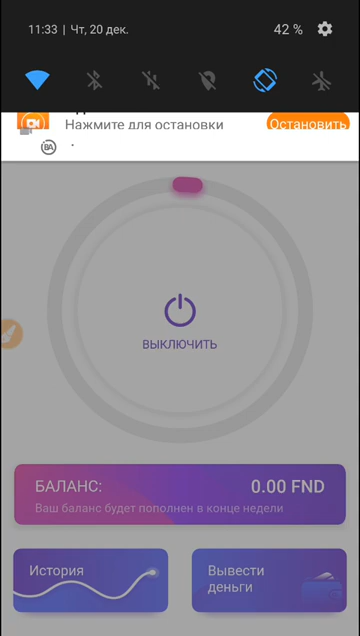 11:33 | Чт, 20 дек.
42 %
Нажмите для остановки
Остановить
BA
ВЫКЛЮЧИТЬ
БАЛАНС:
0.00 FND
Ваш баланс будет пополнен в конце недели
История
Вывести
деньги